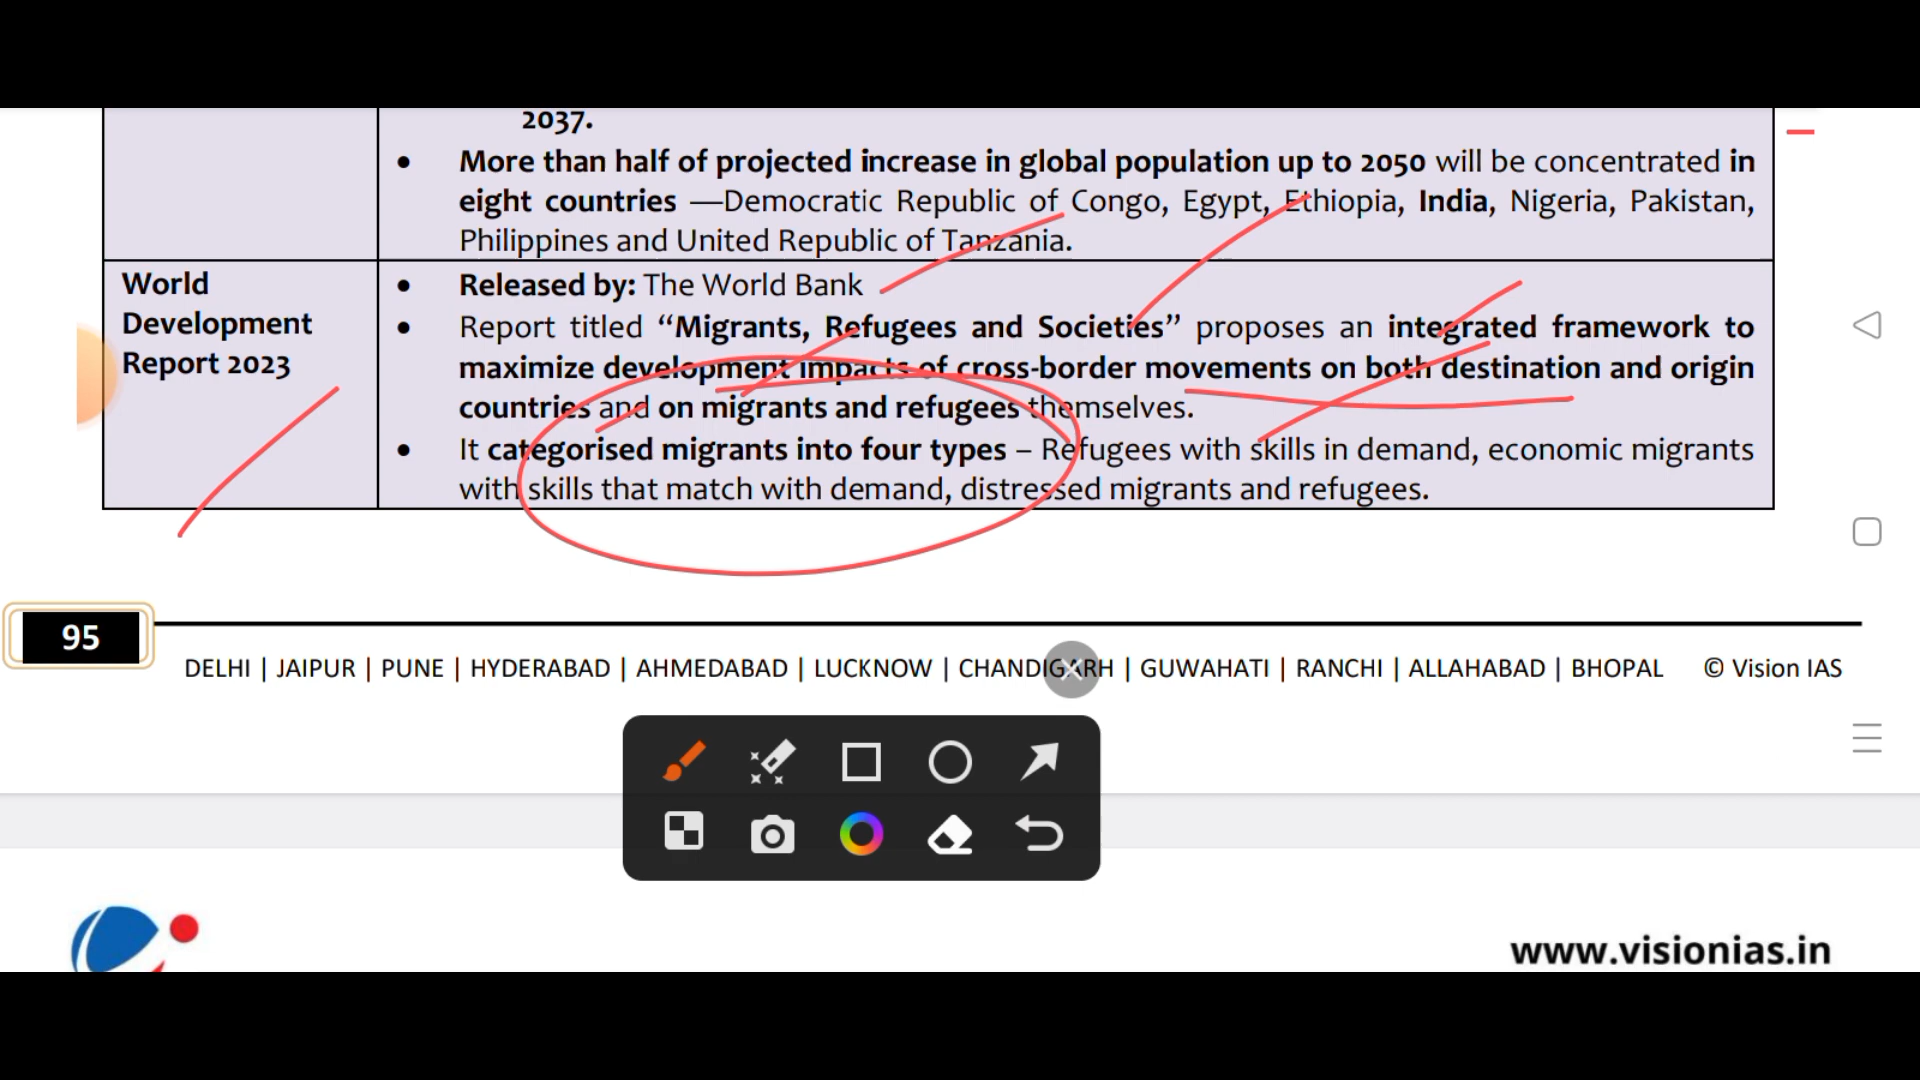 2037.
• More than half of projected increase in global population up to 2050 will be concentrated in
eight countries —Democratic Republic of Congo, Egypt, Ethiopia, India, Nigeria, Pakistan,
Philippines and United Republic of Tanzania.
World
Development
Report 2023
• Released by: The World Bank
• Report titled “Migrants, Refugees and Societies” proposes an integrated framework to
maximize development impacts of cross-border movements on both destination and origin
countries and on migrants and refugees themselves.
• It categorised migrants into four types – Refugees with skills in demand, economic migrants
with skills that match with demand, distressed migrants and refugees.
95
DELHI | JAIPUR | PUNE | HYDERABAD | AHMEDABAD | LUCKNOW | CHANDIGARH | GUWAHATI | RANCHI | ALLAHABAD | BHOPAL © Vision IAS
www.visionias.in